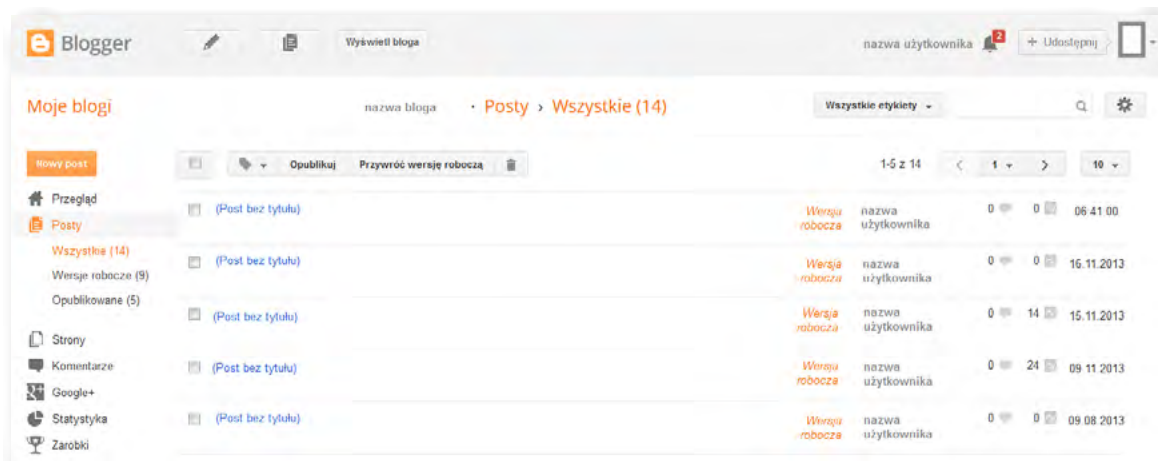 Blogger Wyświetl bloga nazwa użytkownika 2 + Udostępnij
Moje blogi nazwa bloga · Posty › Wszystkie (14) Wszystkie etykiety
Nowy post Opublikuj Przywróć wersję roboczą 1-5 z 14 < 1 > 10
Przegląd
Posty
Wszystkie (14)
Wersje robocze (9)
Opublikowane (5)
Strony
Komentarze
Google+
Statystyka
Zarobki
(Post bez tytułu) Wersja nazwa 0 0 06 41 00
robocza użytkownika
(Post bez tytułu) Wersja nazwa 0 0 16.11.2013
robocza użytkownika
(Post bez tytułu) Wersja nazwa 0 14 15.11.2013
robocza użytkownika
(Post bez tytułu) Wersja nazwa 0 24 09 11 2013
robocza użytkownika
(Post bez tytułu) Wersja nazwa 0 0 09 08 2013
robocza użytkownika